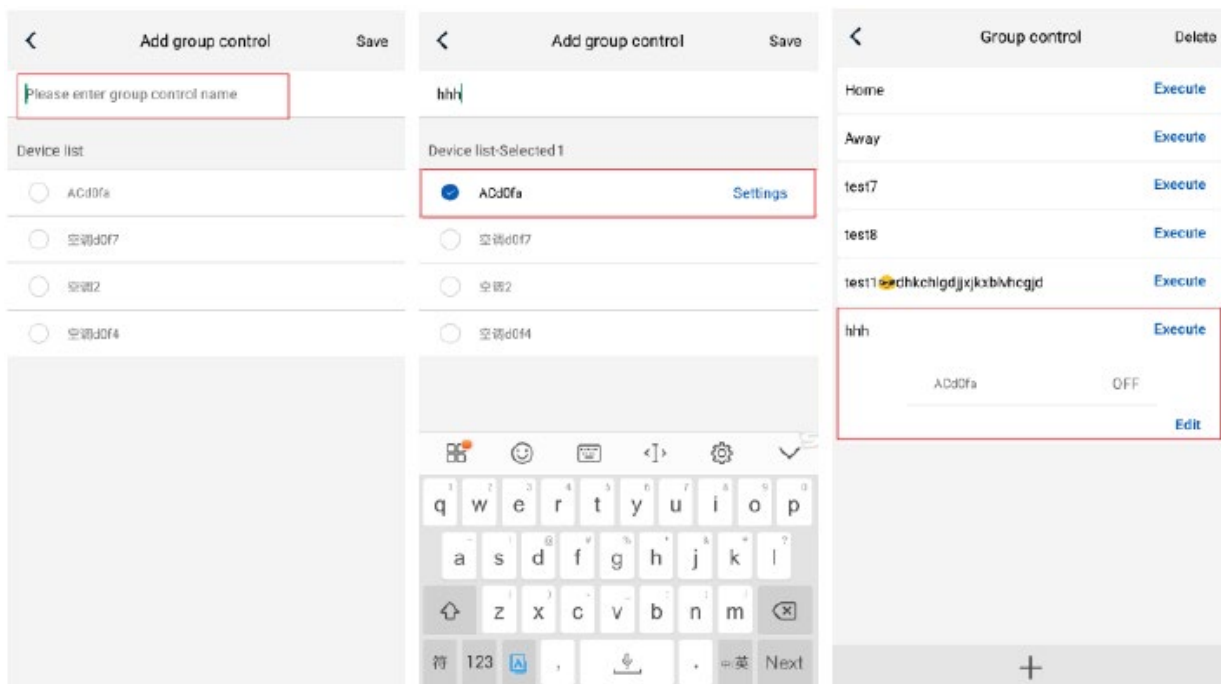 Add group control Save
Please enter group control name
Device list
ACd0fa
空调d0f7
空调2
空调d0f4
Add group control Save
hhh
Device list-Selected 1
ACd0fa Settings
空调d0f7
空调2
空调d0f4
q w e r t y u i o p
a s d f g h j k l
z x c v b n m
符 123 , . 中英 Next
Group control Delete
Home Execute
Away Execute
test7 Execute
test8 Execute
Execute
hhh Execute
ACd0fa OFF
Edit
+